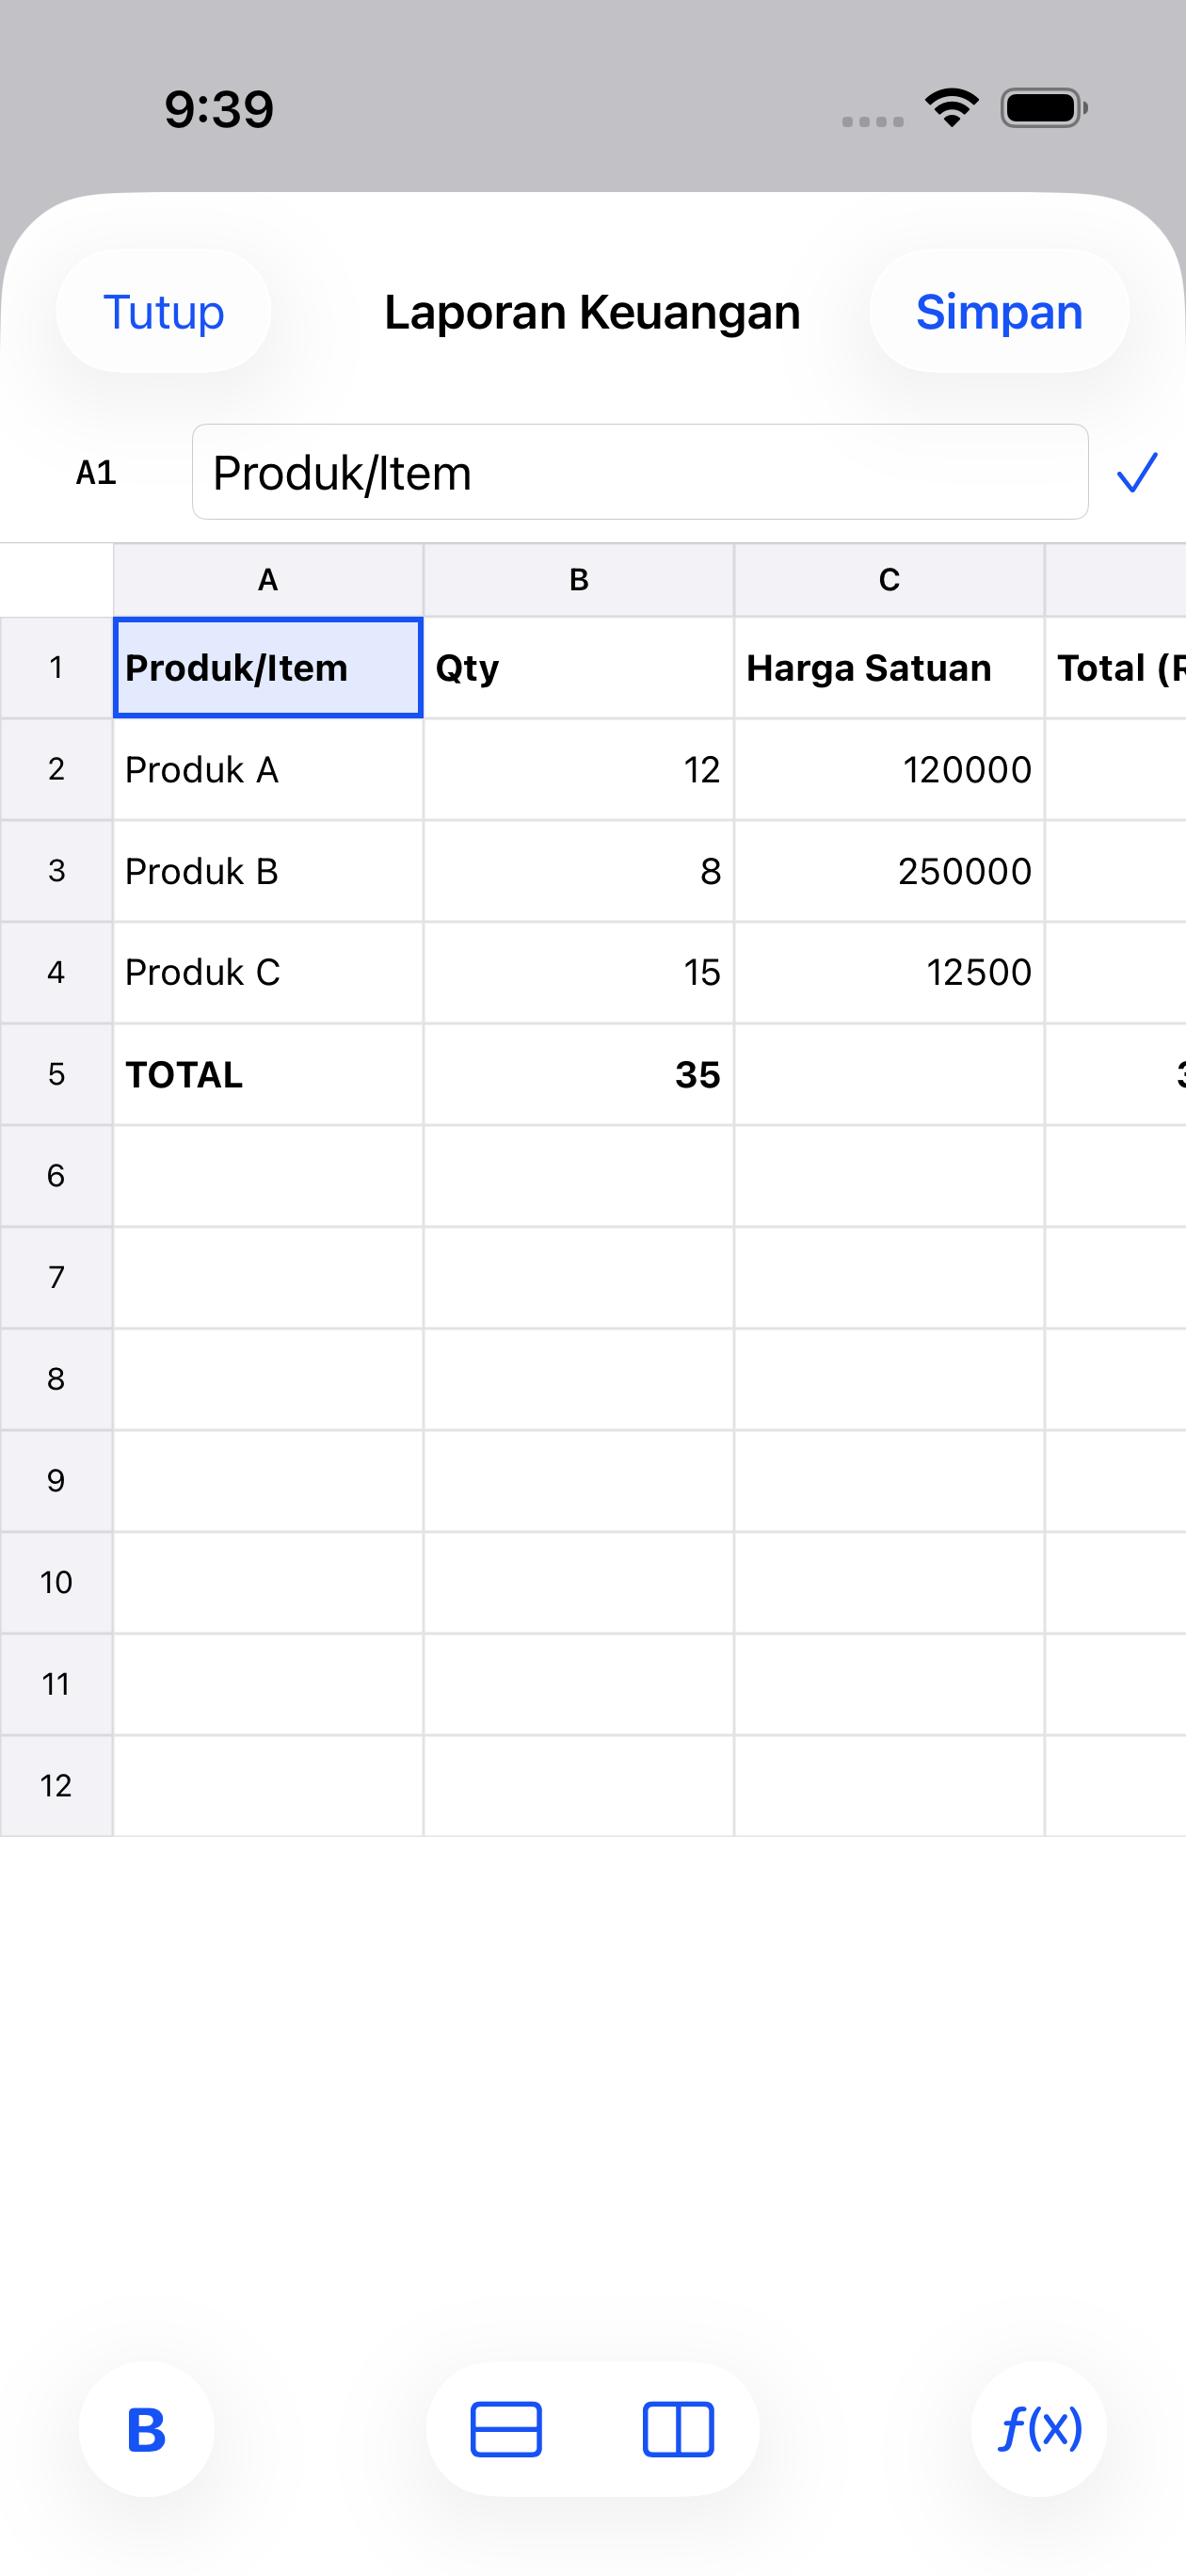 9:39
Tutup Laporan Keuangan Simpan
A1 Produk/Item
A B C
1 Produk/Item Qty Harga Satuan Total (R
2 Produk A 12 120000
3 Produk B 8 250000
4 Produk C 15 12500
5 TOTAL 35
6
7
8
9
10
11
12
B f(x)